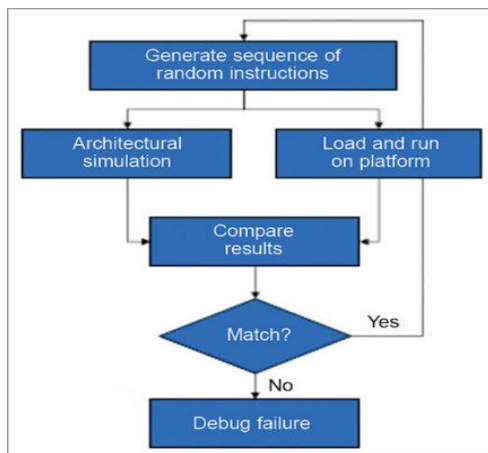 Generate sequence of
random instructions
Architectural
simulation
Load and run
on platform
Compare
results
Match?
Yes
No
Debug failure